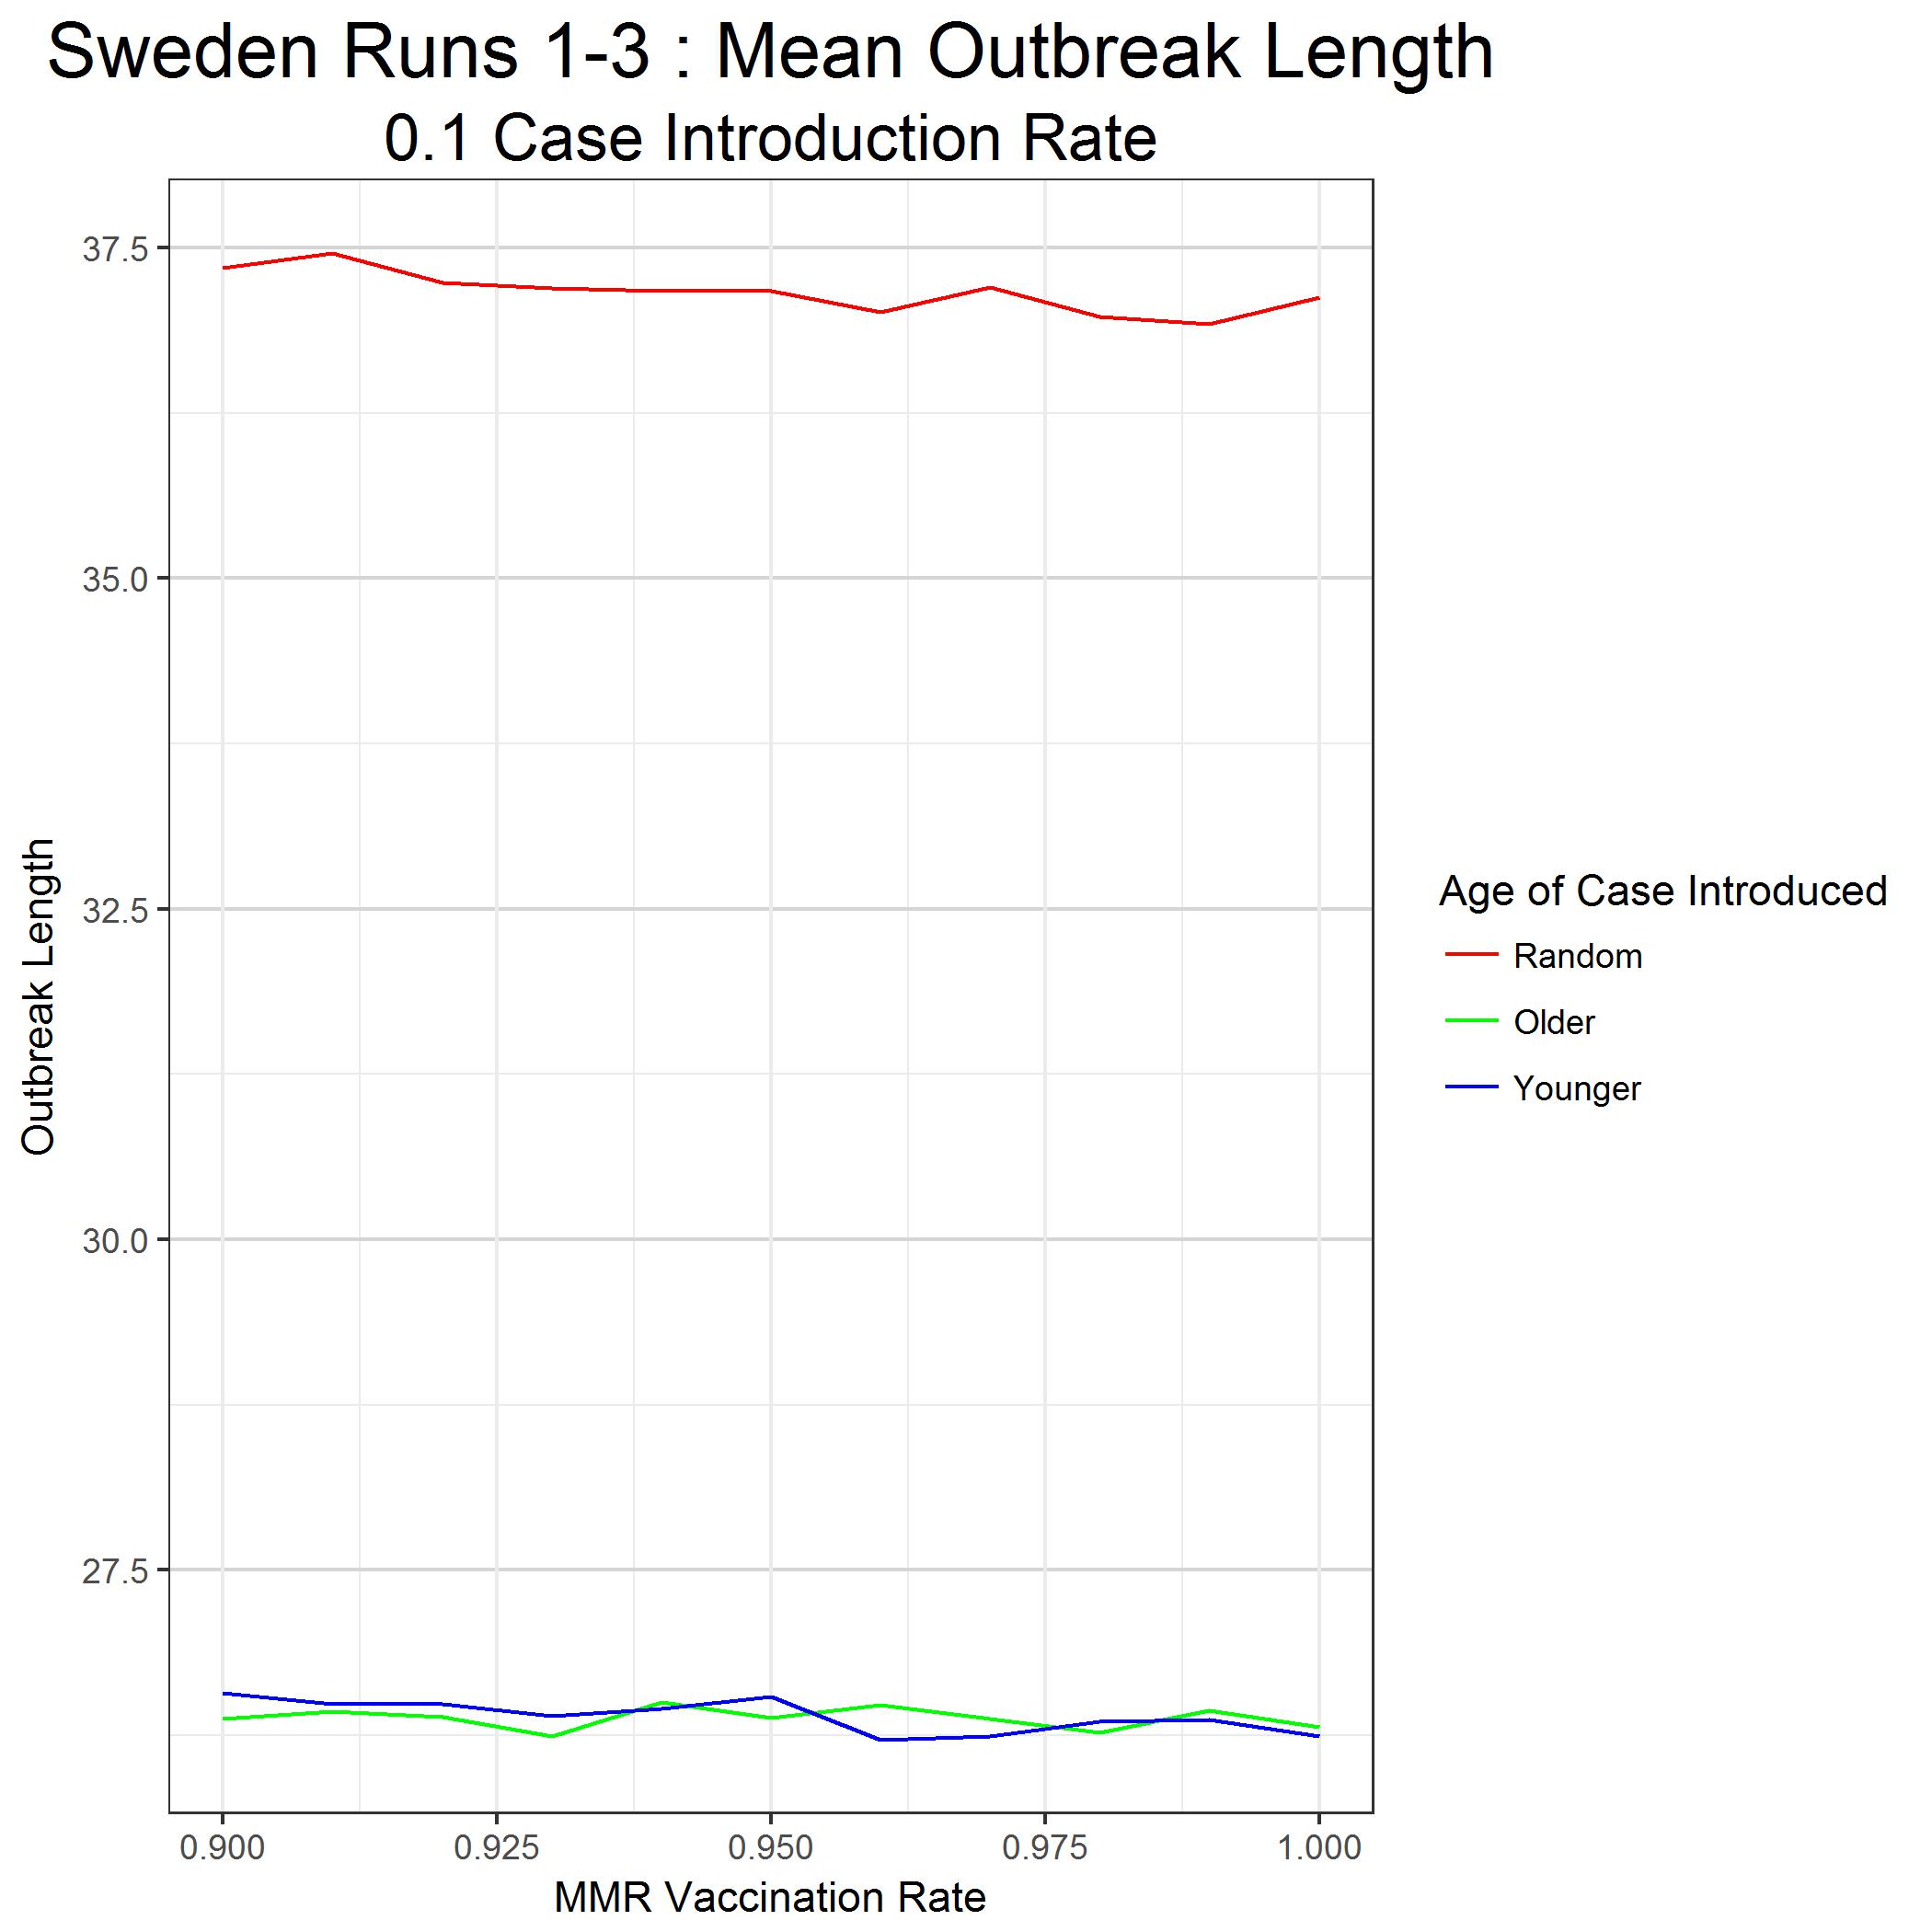 Sweden Runs 1-3 : Mean Outbreak Length
0.1 Case Introduction Rate
37.5
35.0
32.5
30.0
27.5
Outbreak Length
0.900
0.925
0.950
0.975
1.000
MMR Vaccination Rate
Age of Case Introduced
Random
Older
Younger